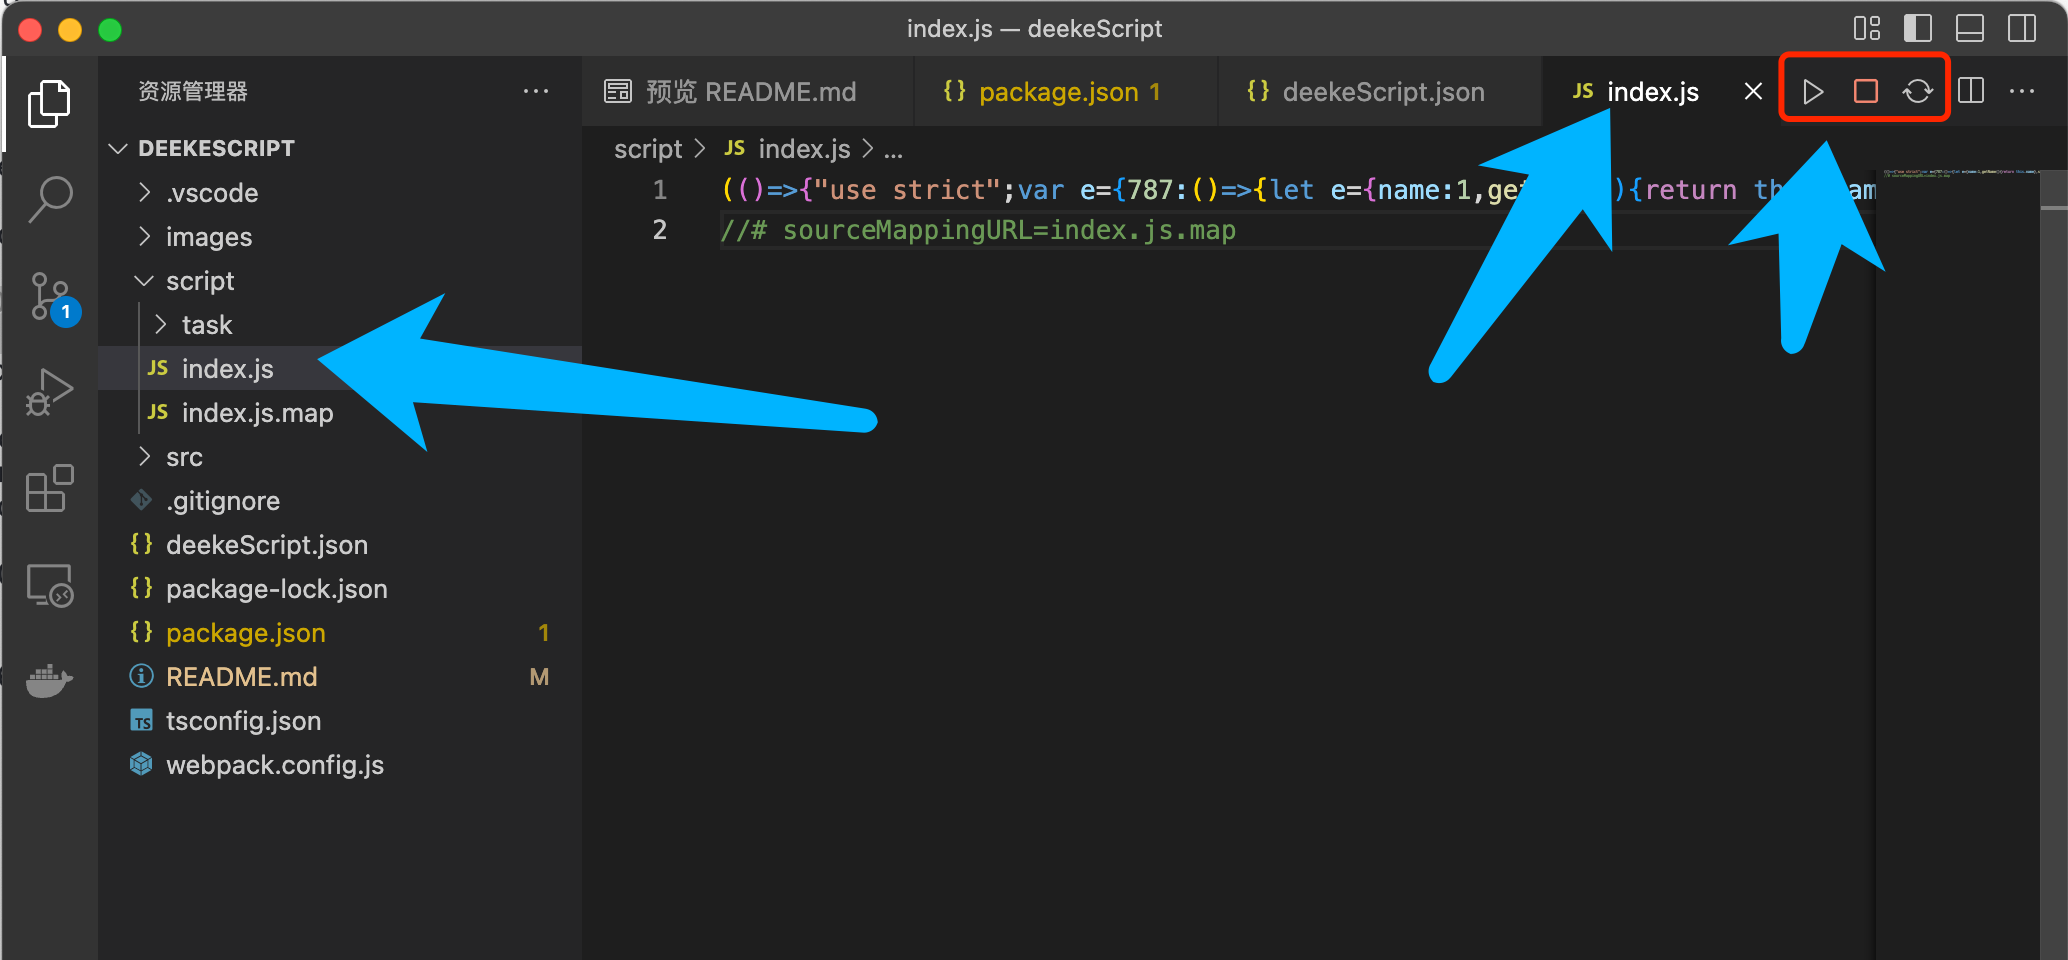 index.js — deekeScript
资源管理器
预览 README.md
{} package.json 1
{} deekeScript.json
JS index.js
DEEKESCRIPT
.vscode
images
script
task
JS index.js
JS index.js.map
src
.gitignore
{} deekeScript.json
{} package-lock.json
{} package.json 1
README.md M
TS tsconfig.json
webpack.config.js
1
script > JS index.js > ...
1 (()=>{"use strict";var e={787:()=>{let e={name:1,ge ){return th am
2 //# sourceMappingURL=index.js.map